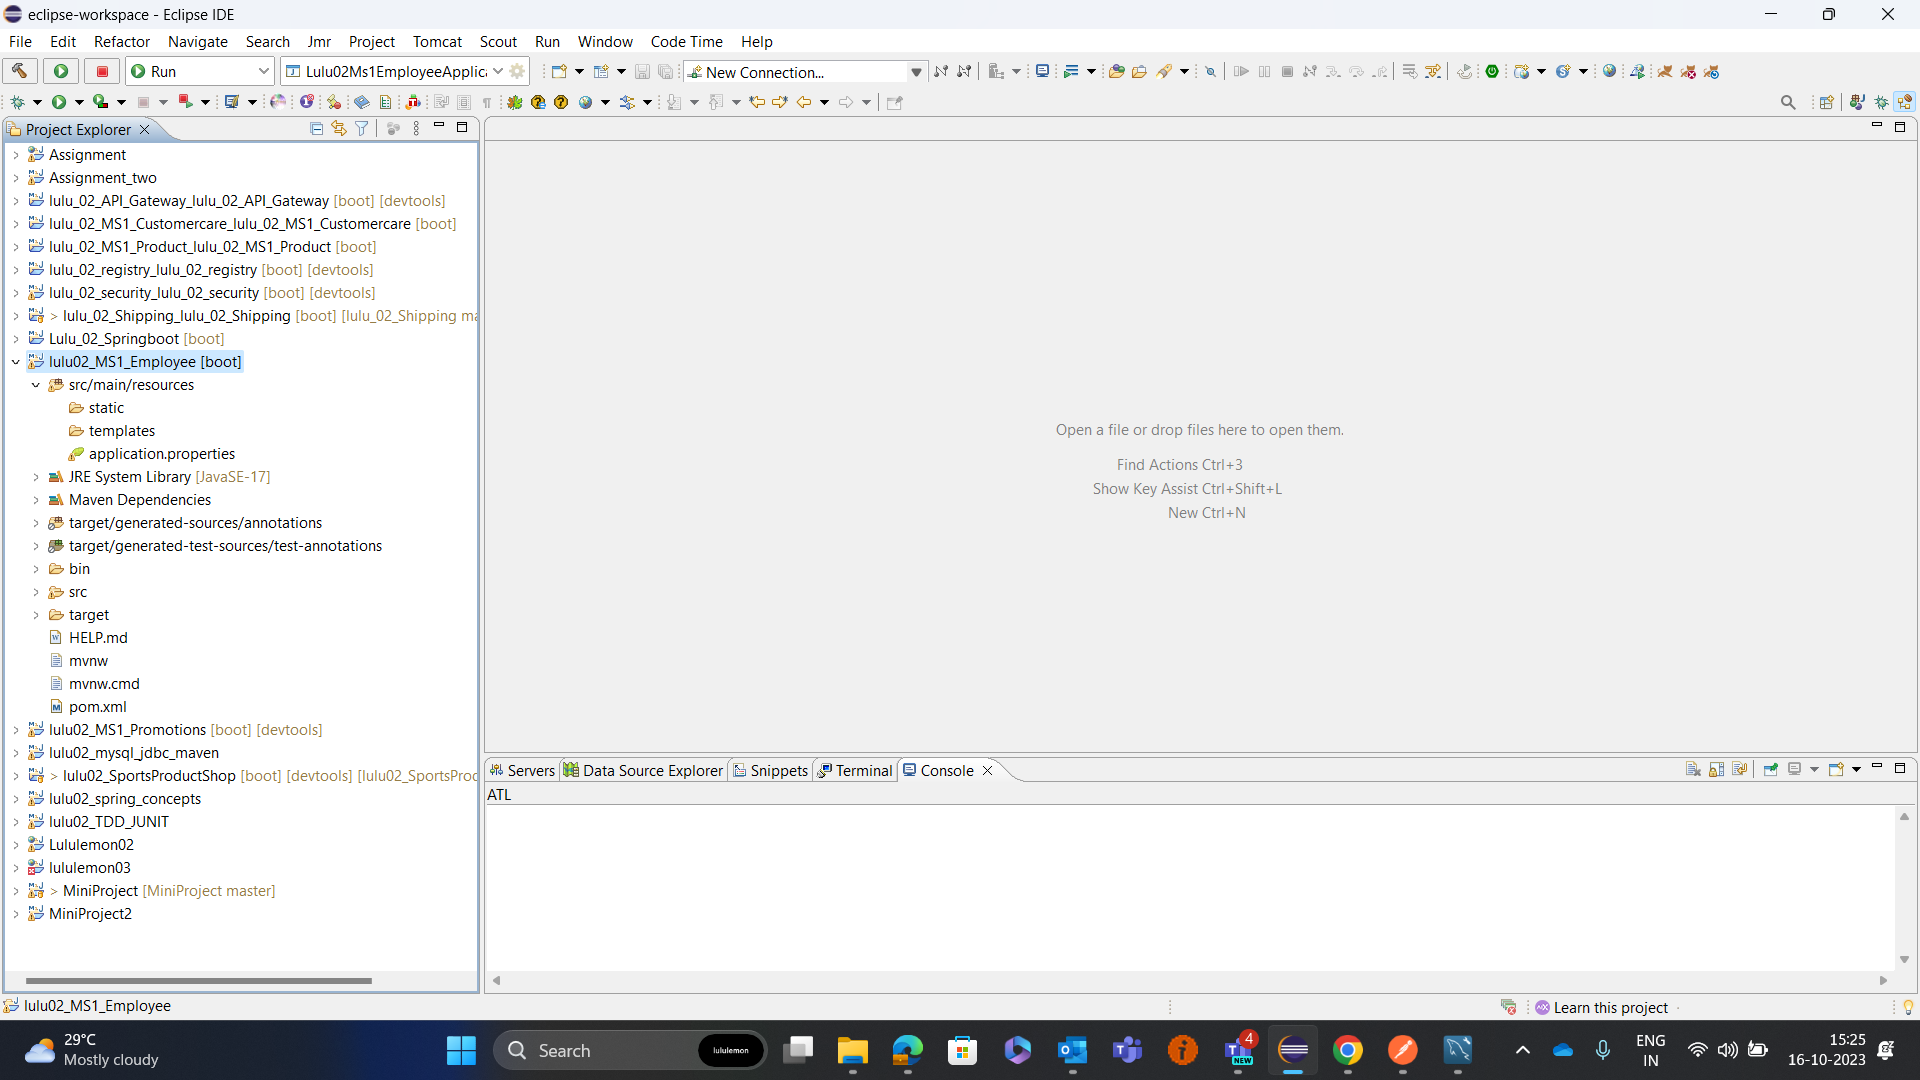 eclipse-workspace - Eclipse IDE
File Edit Refactor Navigate Search Jmr Project Tomcat Scout Run Window Code Time Help
Run Lulu02Ms1EmployeeApplic New Connection...
Project Explorer
Assignment
Assignment_two
lulu_02_API_Gateway_lulu_02_API_Gateway [boot] [devtools]
lulu_02_MS1_Customercare_lulu_02_MS1_Customercare [boot]
lulu_02_MS1_Product_lulu_02_MS1_Product [boot]
lulu_02_registry_lulu_02_registry [boot] [devtools]
lulu_02_security_lulu_02_security [boot] [devtools]
> lulu_02_Shipping_lulu_02_Shipping [boot] [lulu_02_Shipping ma
Lulu_02_Springboot [boot]
lulu02_MS1_Employee [boot]
src/main/resources
static
templates
application.properties
JRE System Library [JavaSE-17]
Maven Dependencies
target/generated-sources/annotations
target/generated-test-sources/test-annotations
bin
src
target
HELP.md
mvnw
mvnw.cmd
pom.xml
lulu02_MS1_Promotions [boot] [devtools]
lulu02_mysql_jdbc_maven
> lulu02_SportsProductShop [boot] [devtools] [lulu02_SportsProd
lulu02_spring_concepts
lulu02_TDD_JUNIT
Lululemon02
lululemon03
> MiniProject [MiniProject master]
MiniProject2
Open a file or drop files here to open them.
Find Actions Ctrl+3
Show Key Assist Ctrl+Shift+L
New Ctrl+N
Servers Data Source Explorer Snippets Terminal Console
ATL
lulu02_MS1_Employee
Learn this project
29°C
Mostly cloudy
Search
lululemon
4
NEW
ENG
IN
15:25
16-10-2023